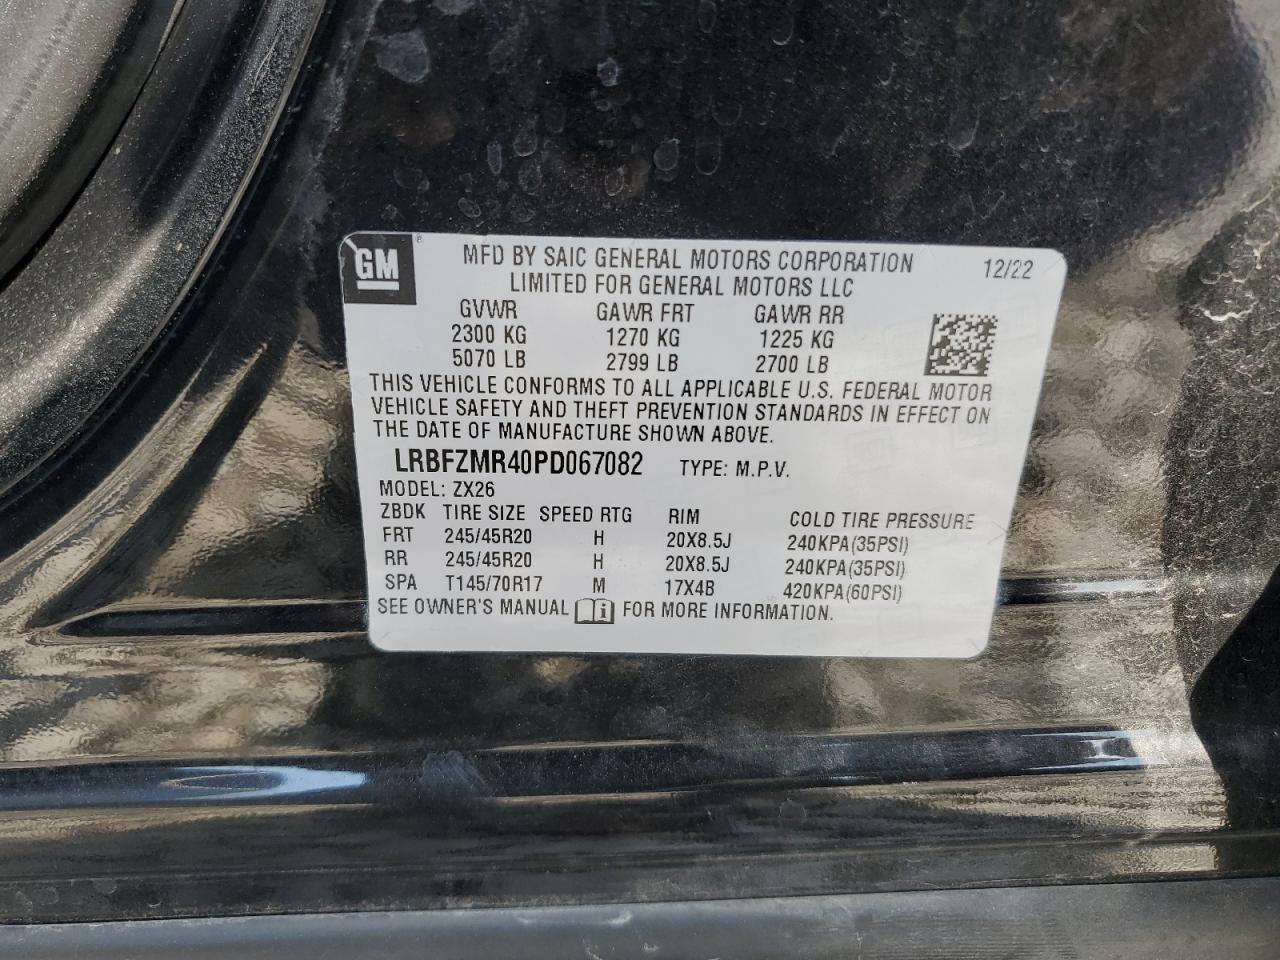 GM ® MFD BY SAIC GENERAL MOTORS CORPORATION 12/22
LIMITED FOR GENERAL MOTORS LLC
GVWR GAWR FRT GAWR RR
2300 KG 1270 KG 1225 KG
5070 LB 2799 LB 2700 LB
THIS VEHICLE CONFORMS TO ALL APPLICABLE U.S. FEDERAL MOTOR
VEHICLE SAFETY AND THEFT PREVENTION STANDARDS IN EFFECT ON
THE DATE OF MANUFACTURE SHOWN ABOVE.
LRBFZMR40PD067082 TYPE: M.P.V.
MODEL: ZX26
ZBDK TIRE SIZE SPEED RTG RIM COLD TIRE PRESSURE
FRT 245/45R20 H 20X8.5J 240KPA(35PSI)
RR 245/45R20 H 20X8.5J 240KPA(35PSI)
SPA T145/70R17 M 17X4B 420KPA(60PSI)
SEE OWNER'S MANUAL FOR MORE INFORMATION.